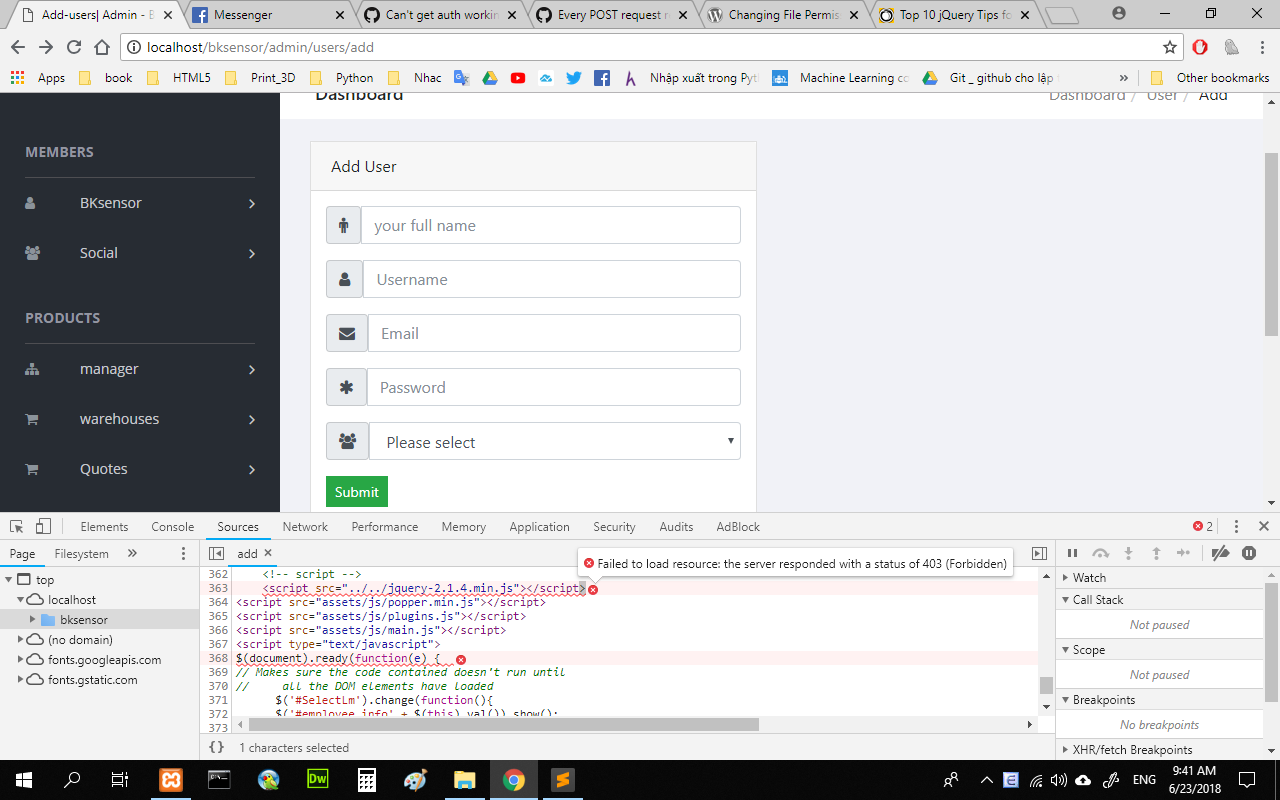 Add-users| Admin - B
Messenger
Can't get auth workin
Every POST request r
Changing File Permis
Top 10 jQuery Tips fo
localhost/bksensor/admin/users/add
Apps
book
HTML5
Print_3D
Python
Nhac
Nhập xuất trong Pyt
Machine Learning co
Git _ github cho lập
»
Other bookmarks
Dashboard
Dashboard / User / Add
MEMBERS
BKsensor
Social
PRODUCTS
manager
warehouses
Quotes
Add User
your full name
Username
Email
Password
Please select
Submit
Elements Console Sources Network Performance Memory Application Security Audits AdBlock
2
Page Filesystem »
add
top
localhost
bksensor
(no domain)
fonts.googleapis.com
fonts.gstatic.com
Failed to load resource: the server responded with a status of 403 (Forbidden)
362 <!-- script -->
363 <script src="../../jquery-2.1.4.min.js"></script>
364 <script src="assets/js/popper.min.js"></script>
365 <script src="assets/js/plugins.js"></script>
366 <script src="assets/js/main.js"></script>
367 <script type="text/javascript">
368 $(document).ready(function(e) {
369 // Makes sure the code contained doesn't run until
370 // all the DOM elements have loaded
371 $('#SelectLm').change(function(){
372 $('#employee_info' + $(this).val()).show();
373
{} 1 characters selected
Watch
Call Stack
Not paused
Scope
Not paused
Breakpoints
No breakpoints
XHR/fetch Breakpoints
Dw
ENG
9:41 AM
6/23/2018